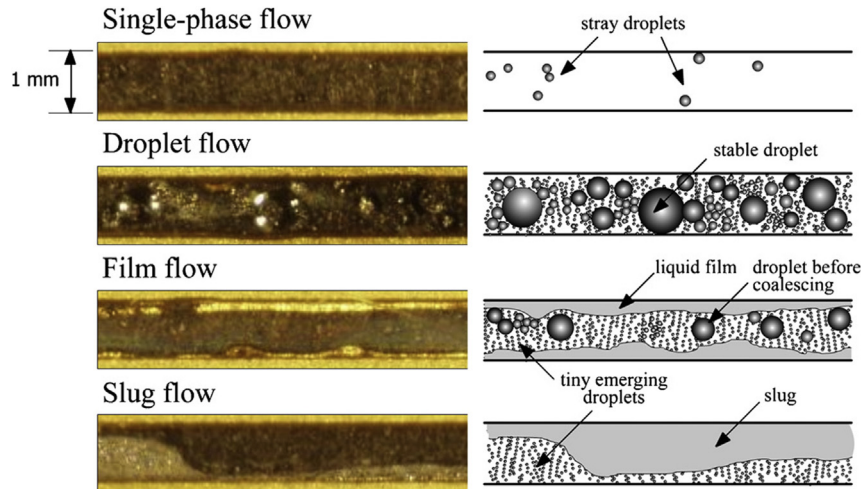 Single-phase flow
1 mm
stray droplets
Droplet flow
stable droplet
Film flow
liquid film
droplet before
coalescing
tiny emerging
droplets
Slug flow
slug